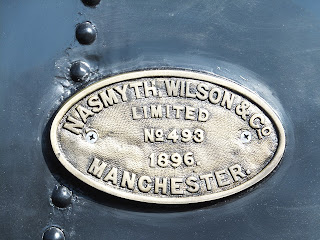 NASMYTH, WILSON & Co.
LIMITED
No 493
1896.
MANCHESTER.